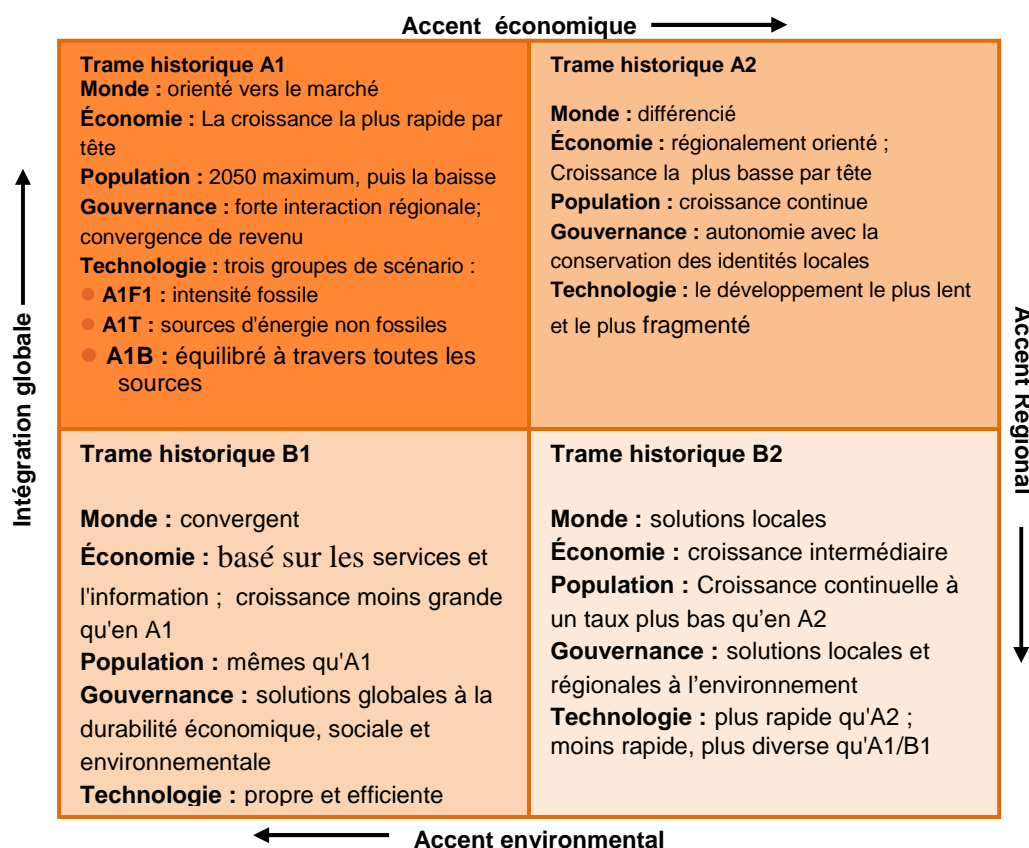 Accent économique
Intégration globale
Trame historique A1
Monde : orienté vers le marché
Économie : La croissance la plus rapide par
tête
Population : 2050 maximum, puis la baisse
Gouvernance : forte interaction régionale;
convergence de revenu
Technologie : trois groupes de scénario :
A1F1 : intensité fossile
A1T : sources d'énergie non fossiles
A1B : équilibré à travers toutes les
sources
Trame historique A2
Monde : différencié
Économie : régionalement orienté ;
Croissance la plus basse par tête
Population : croissance continue
Gouvernance : autonomie avec la
conservation des identités locales
Technologie : le développement le plus lent
et le plus fragmenté
Accent Régional
Trame historique B1
Monde : convergent
Économie : basé sur les services et
l'information ; croissance moins grande
qu'en A1
Population : mêmes qu'A1
Gouvernance : solutions globales à la
durabilité économique, sociale et
environnementale
Technologie : propre et efficiente
Trame historique B2
Monde : solutions locales
Économie : croissance intermédiaire
Population : Croissance continuelle à
un taux plus bas qu’en A2
Gouvernance : solutions locales et
régionales à l’environnement
Technologie : plus rapide qu'A2 ;
moins rapide, plus diverse qu'A1/B1
Accent environmental